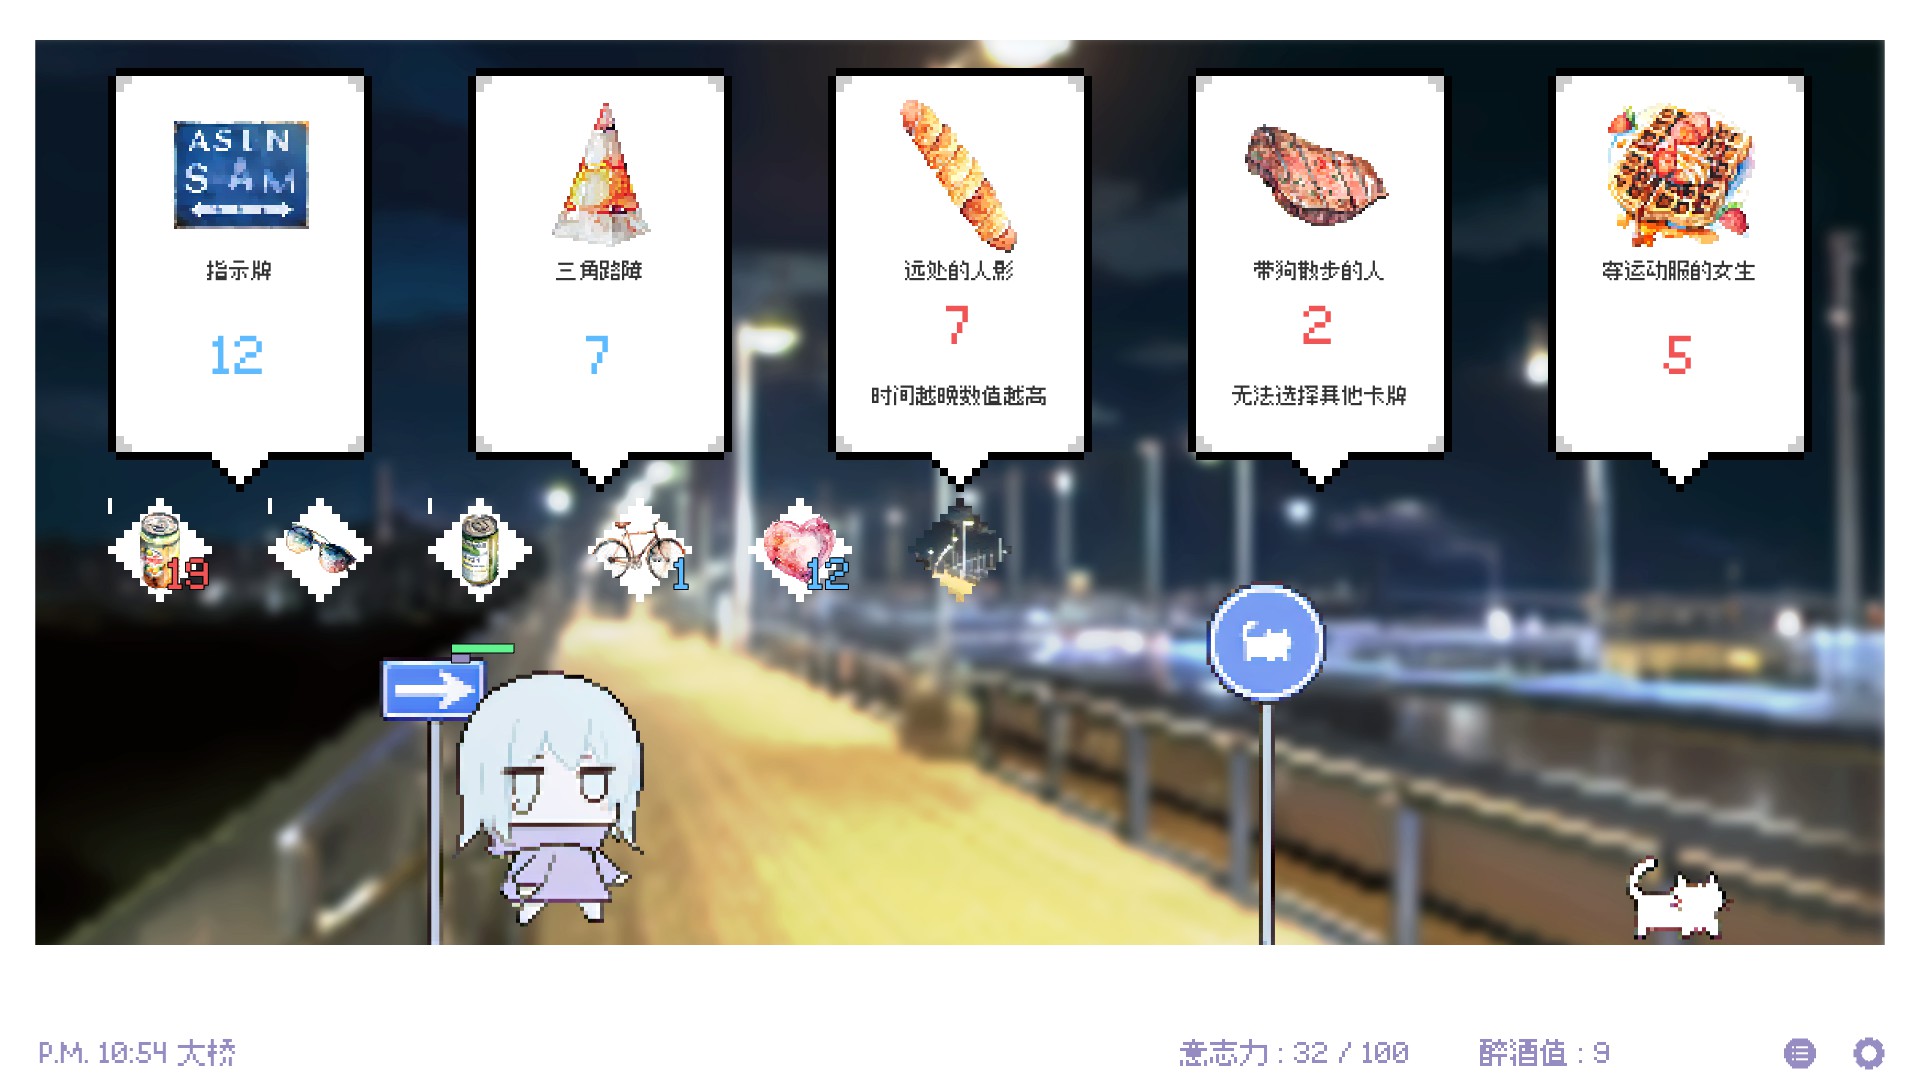 ASIN
S AM
指示牌
12
三角路障
7
远处的人影
7
时间越晚数值越高
带狗散步的人
2
无法选择其他卡牌
穿运动服的女生
5
19
1
12
P.M. 10:54 大桥
意志力 : 32 / 100
醉酒值 : 9